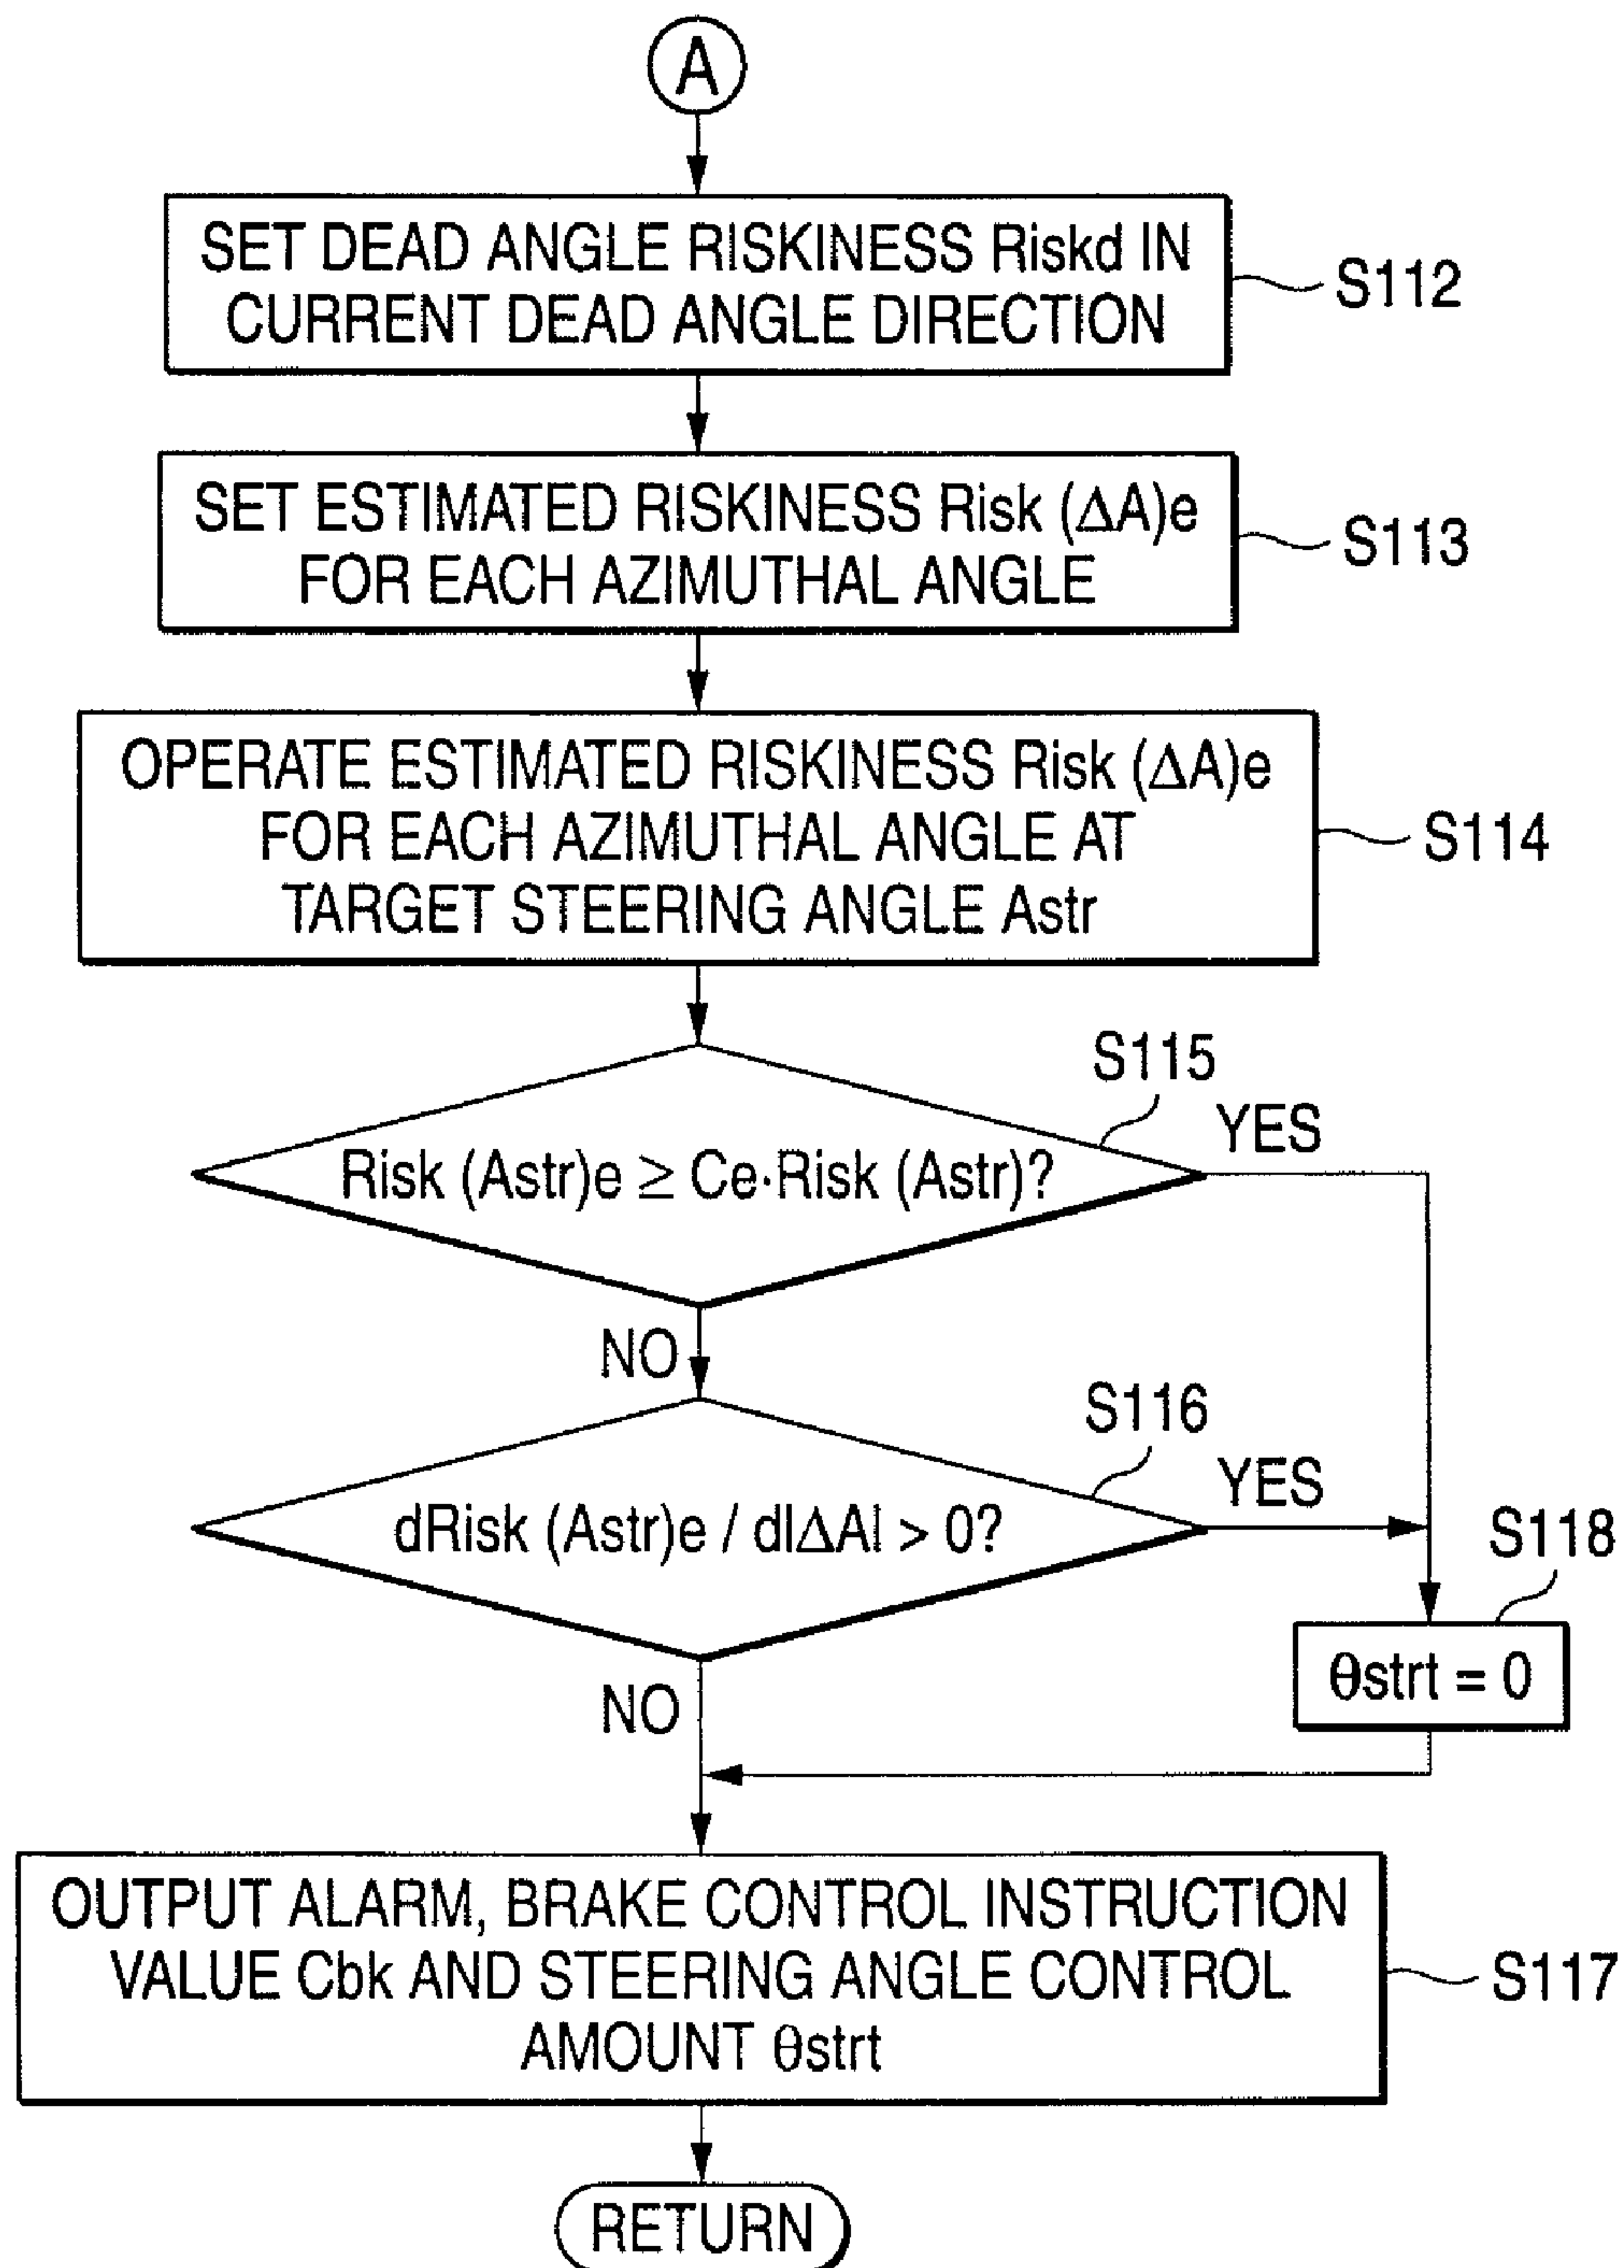 A
SET DEAD ANGLE RISKINESS Riskd IN
CURRENT DEAD ANGLE DIRECTION
S112
SET ESTIMATED RISKINESS Risk (ΔA)e
FOR EACH AZIMUTHAL ANGLE
S113
OPERATE ESTIMATED RISKINESS Risk (ΔA)e
FOR EACH AZIMUTHAL ANGLE AT
TARGET STEERING ANGLE Astr
S114
S115
YES
Risk (Astr)e ≥ Ce·Risk (Astr)?
NO
S116
YES
dRisk (Astr)e / d|ΔA| > 0?
S118
θstrt = 0
NO
OUTPUT ALARM, BRAKE CONTROL INSTRUCTION
VALUE Cbk AND STEERING ANGLE CONTROL
AMOUNT θstrt
S117
RETURN